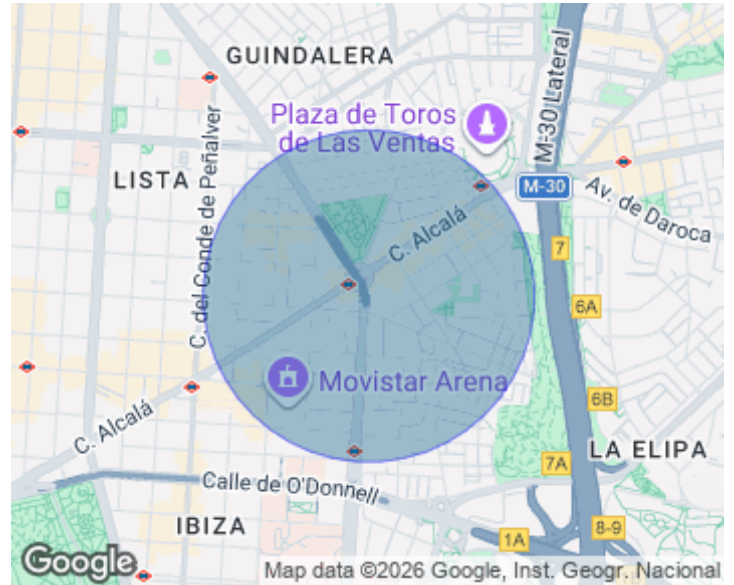 GUINDALERA
Plaza de Toros
de Las Ventas
M-30 Lateral
C. del Conde de Peñalver
LISTA
M-30
Av. de Daroca
C. Alcalá
7
6A
Movistar Arena
6B
C. Alcalá
LA ELIPA
7A
Calle de O'Donnell
IBIZA
1A
8-9
Google
Map data ©2026 Google, Inst. Geogr. Nacional